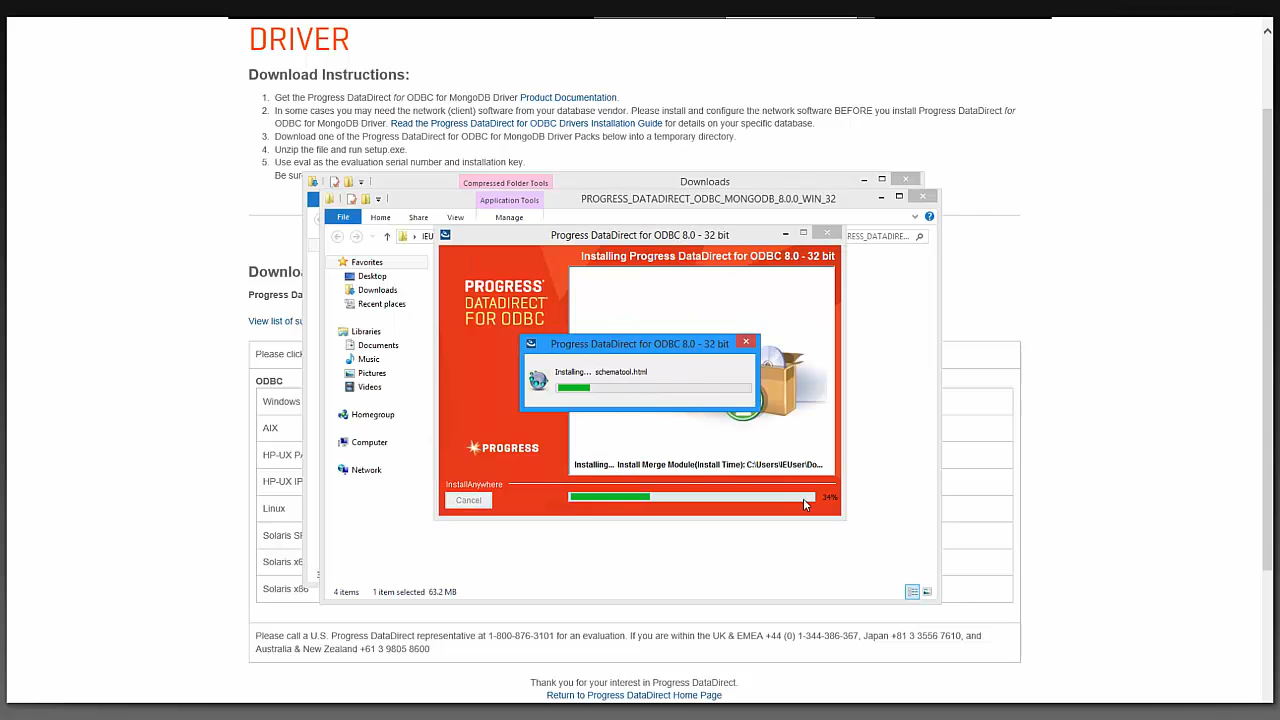 DRIVER
Download Instructions:
1. Get the Progress DataDirect for ODBC for MongoDB Driver Product Documentation.
2. In some cases you may need the network (client) software from your database vendor. Please install and configure the network software BEFORE you install Progress DataDirect for
ODBC for MongoDB Driver. Read the Progress DataDirect for ODBC Drivers Installation Guide for details on your specific database.
3. Download one of the Progress DataDirect for ODBC for MongoDB Driver Packs below into a temporary directory.
4. Unzip the file and run setup.exe.
5. Use eval as the evaluation serial number and installation key.
Be sur
Compressed Folder Tools
Downloads
Application Tools
PROGRESS_DATADIRECT_ODBC_MONGODB_8.0.0_WIN_32
File Home Share View Manage
IEU
RESS_DATADIRE...
Progress DataDirect for ODBC 8.0 - 32 bit
Installing Progress DataDirect for ODBC 8.0 - 32 bit
PROGRESS
DATADIRECT
FOR ODBC
Favorites
Desktop
Downloads
Recent places
Libraries
Documents
Music
Pictures
Videos
Homegroup
Computer
Network
Progress DataDirect for ODBC 8.0 - 32 bit
Installing... schematool.html
PROGRESS
Installing... Install Merge Module(Install Time): C:\Users\IEUser\Do...
InstallAnywhere
Cancel
34%
4 items 1 item selected 63.2 MB
Downlo
Progress Da
View list of su
Please click
ODBC
Windows
AIX
HP-UX PA
HP-UX IP
Linux
Solaris SP
Solaris x6
Solaris x86
Please call a U.S. Progress DataDirect representative at 1-800-876-3101 for an evaluation. If you are within the UK & EMEA +44 (0) 1-344-386-367, Japan +81 3 3556 7610, and
Australia & New Zealand +61 3 9805 8600
Thank you for your interest in Progress DataDirect.
Return to Progress DataDirect Home Page